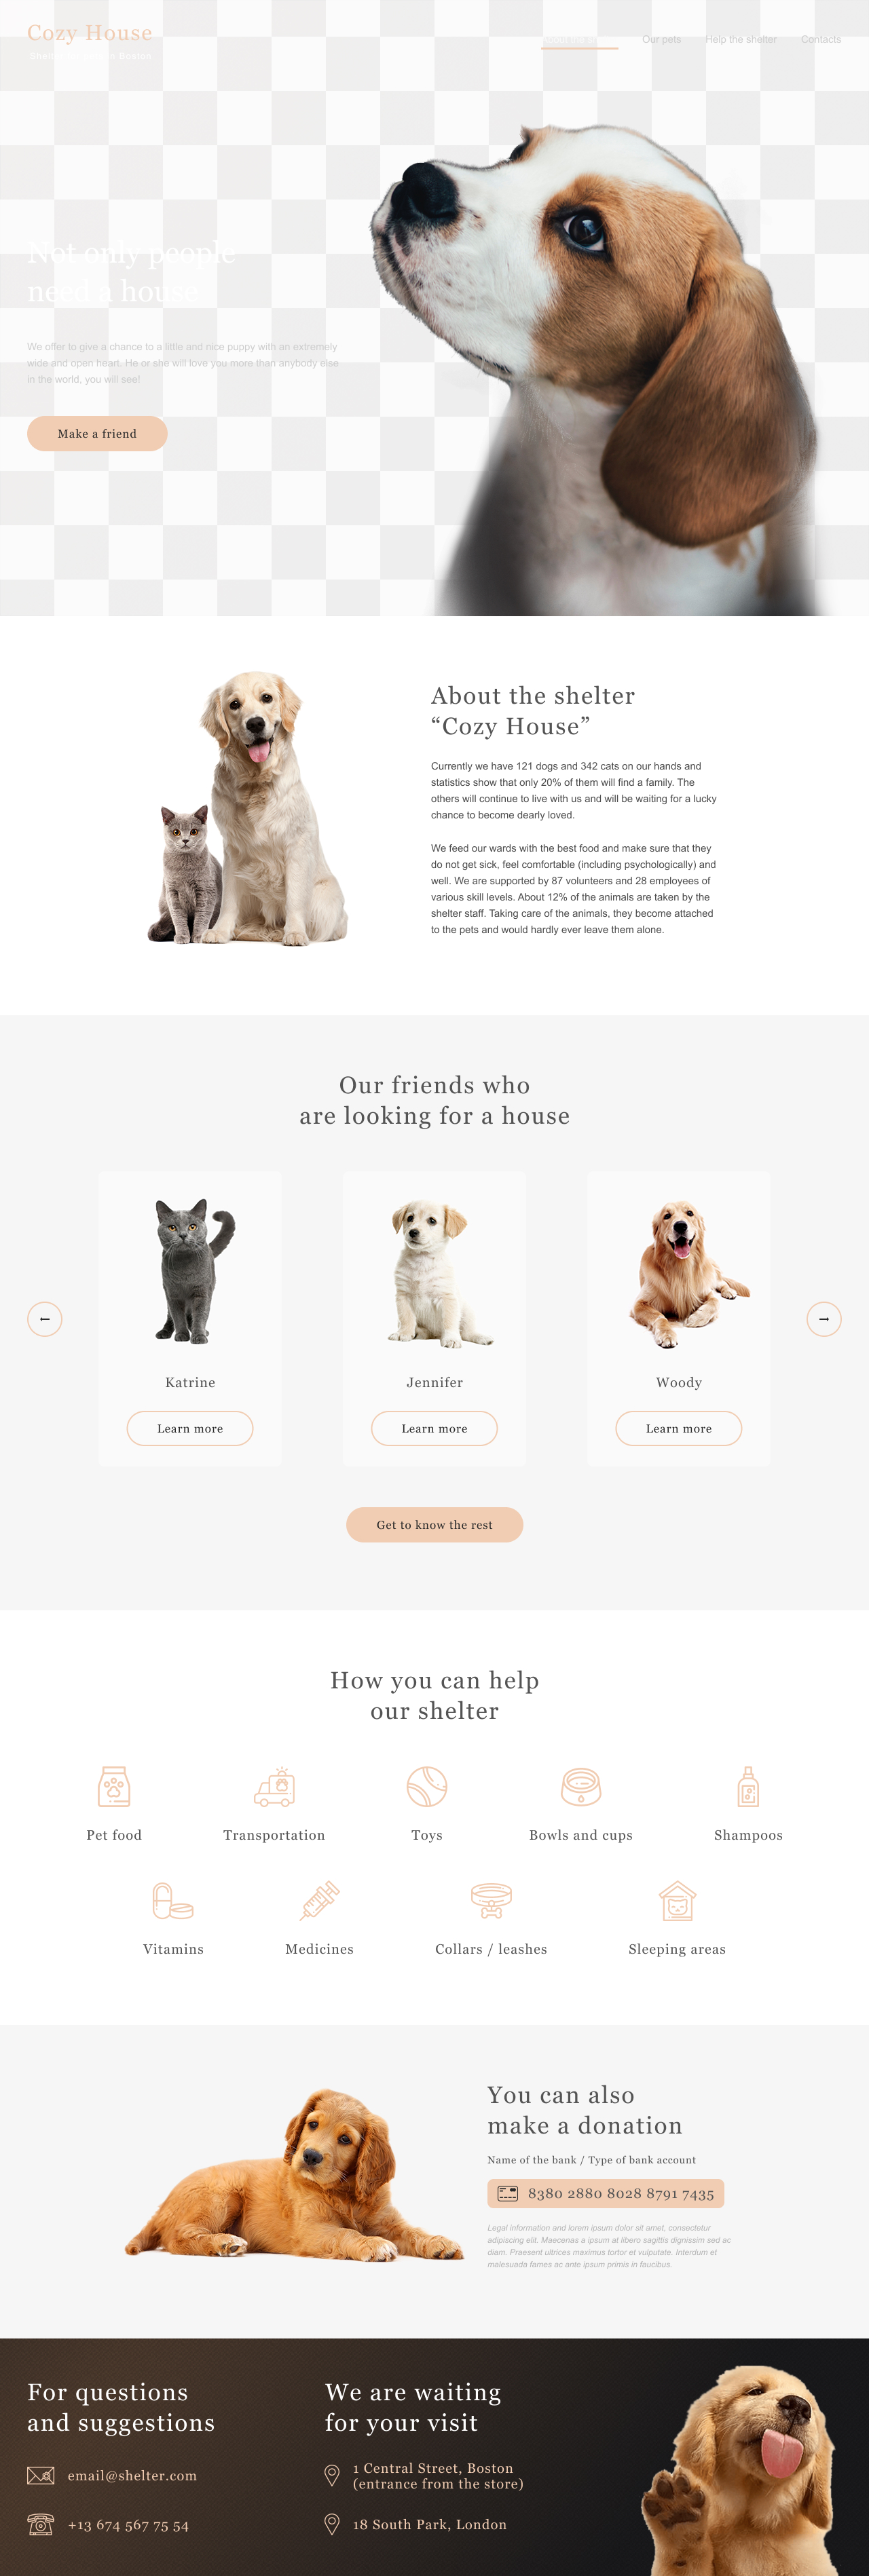 Cozy House
Shelter for pets in Boston
Our pets
Help the shelter
Contacts
Not only people
need a house
We offer to give a chance to a little and nice puppy with an extremely
wide and open heart. He or she will love you more than anybody else
in the world, you will see!
Make a friend
About the shelter
“Cozy House”
Currently we have 121 dogs and 342 cats on our hands and
statistics show that only 20% of them will find a family. The
others will continue to live with us and will be waiting for a lucky
chance to become dearly loved.
We feed our wards with the best food and make sure that they
do not get sick, feel comfortable (including psychologically) and
well. We are supported by 87 volunteers and 28 employees of
various skill levels. About 12% of the animals are taken by the
shelter staff. Taking care of the animals, they become attached
to the pets and would hardly ever leave them alone.
Our friends who
are looking for a house
Katrine
Learn more
Jennifer
Learn more
Woody
Learn more
Get to know the rest
How you can help
our shelter
Pet food
Transportation
Toys
Bowls and cups
Shampoos
Vitamins
Medicines
Collars / leashes
Sleeping areas
You can also
make a donation
Name of the bank / Type of bank account
8380 2880 8028 8791 7435
Legal information and lorem ipsum dolor sit amet, consectetur
adipiscing elit. Maecenas a ipsum at libero sagittis dignissim sed ac
diam. Praesent ultrices maximus tortor et vulputate. Interdum et
malesuada fames ac ante ipsum primis in faucibus.
For questions
and suggestions
email@shelter.com
+13 674 567 75 54
We are waiting
for your visit
1 Central Street, Boston
(entrance from the store)
18 South Park, London